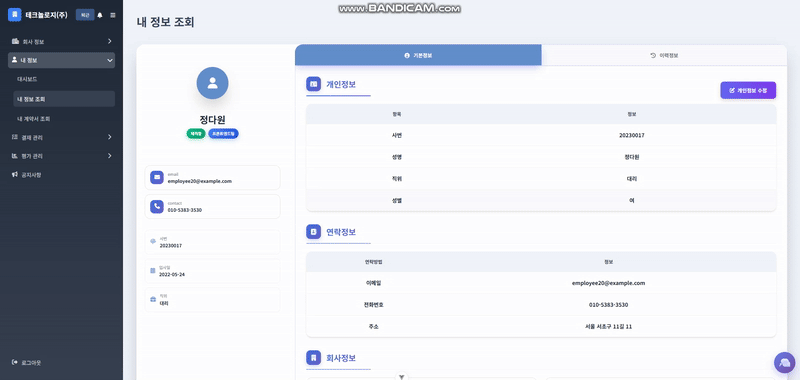 www.BANDICAM.com
테크놀로지(주)
퇴근
회사 정보
내 정보
대시보드
내 정보 조회
내 계약서 조회
결재 관리
평가 관리
공지사항
로그아웃
내 정보 조회
정다원
재직중
프론트엔드팀
email
employee20@example.com
contact
010-5383-3530
사번
20230017
입사일
2022-05-24
직위
대리
기본정보
이력정보
개인정보
개인정보 수정
항목 정보
사번 20230017
성명 정다원
직위 대리
성별 여
연락정보
연락방법 정보
이메일 employee20@example.com
전화번호 010-5383-3530
주소 서울 서초구 11길 11
회사정보